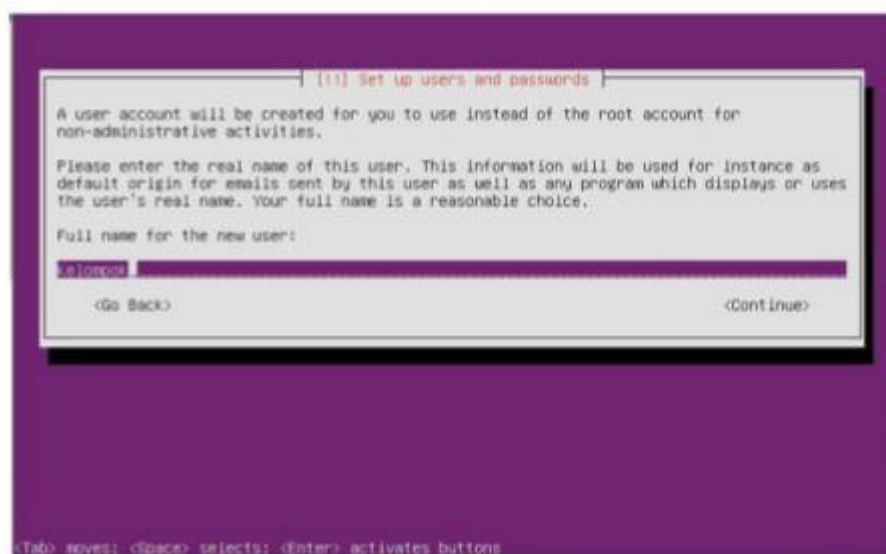 [!!] Set up users and passwords
A user account will be created for you to use instead of the root account for
non-administrative activities.
Please enter the real name of this user. This information will be used for instance as
default origin for emails sent by this user as well as any program which displays or uses
the user's real name. Your full name is a reasonable choice.
Full name for the new user:
kelompok
<Go Back> <Continue>
<Tab> moves; <Space> selects; <Enter> activates buttons